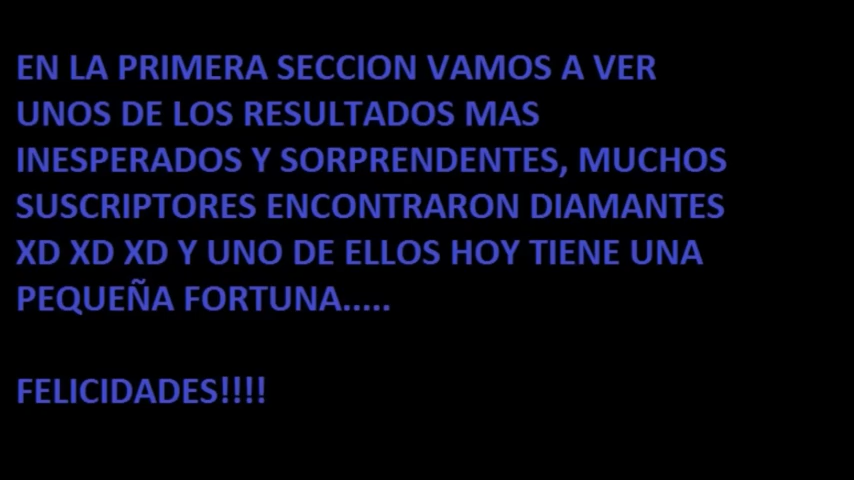 EN LA PRIMERA SECCION VAMOS A VER
UNOS DE LOS RESULTADOS MAS
INESPERADOS Y SORPRENDENTES, MUCHOS
SUSCRIPTORES ENCONTRARON DIAMANTES
XD XD XD Y UNO DE ELLOS HOY TIENE UNA
PEQUEÑA FORTUNA.....
FELICIDADES!!!!